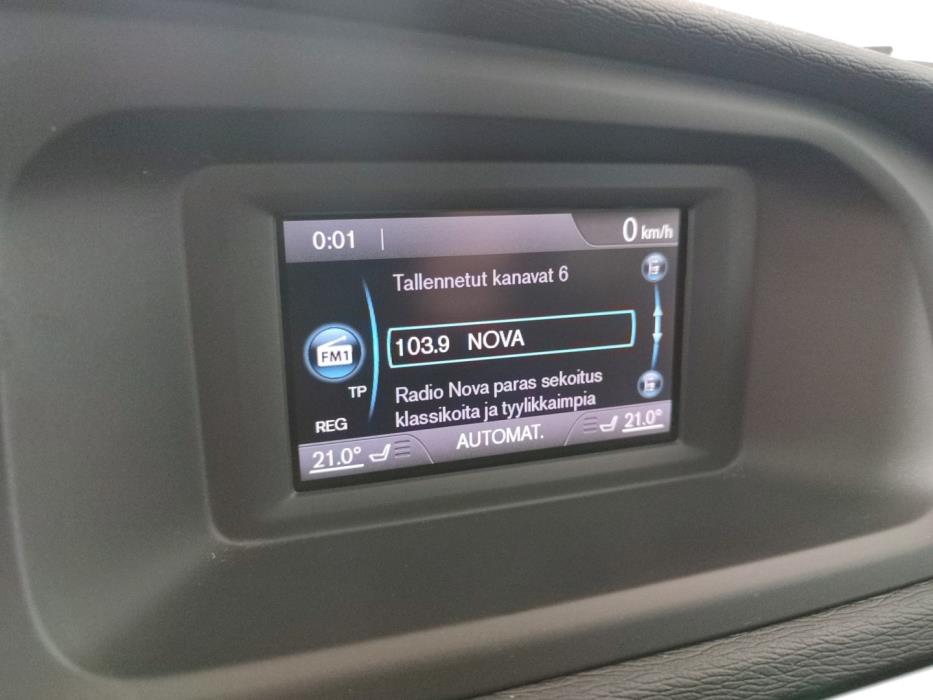 0:01
0 km/h
Tallennetut kanavat 6
103.9 NOVA
FM1
TP
Radio Nova paras sekoitus
klassikoita ja tyylikkaimpia
REG
21.0°
AUTOMAT.
21.0°